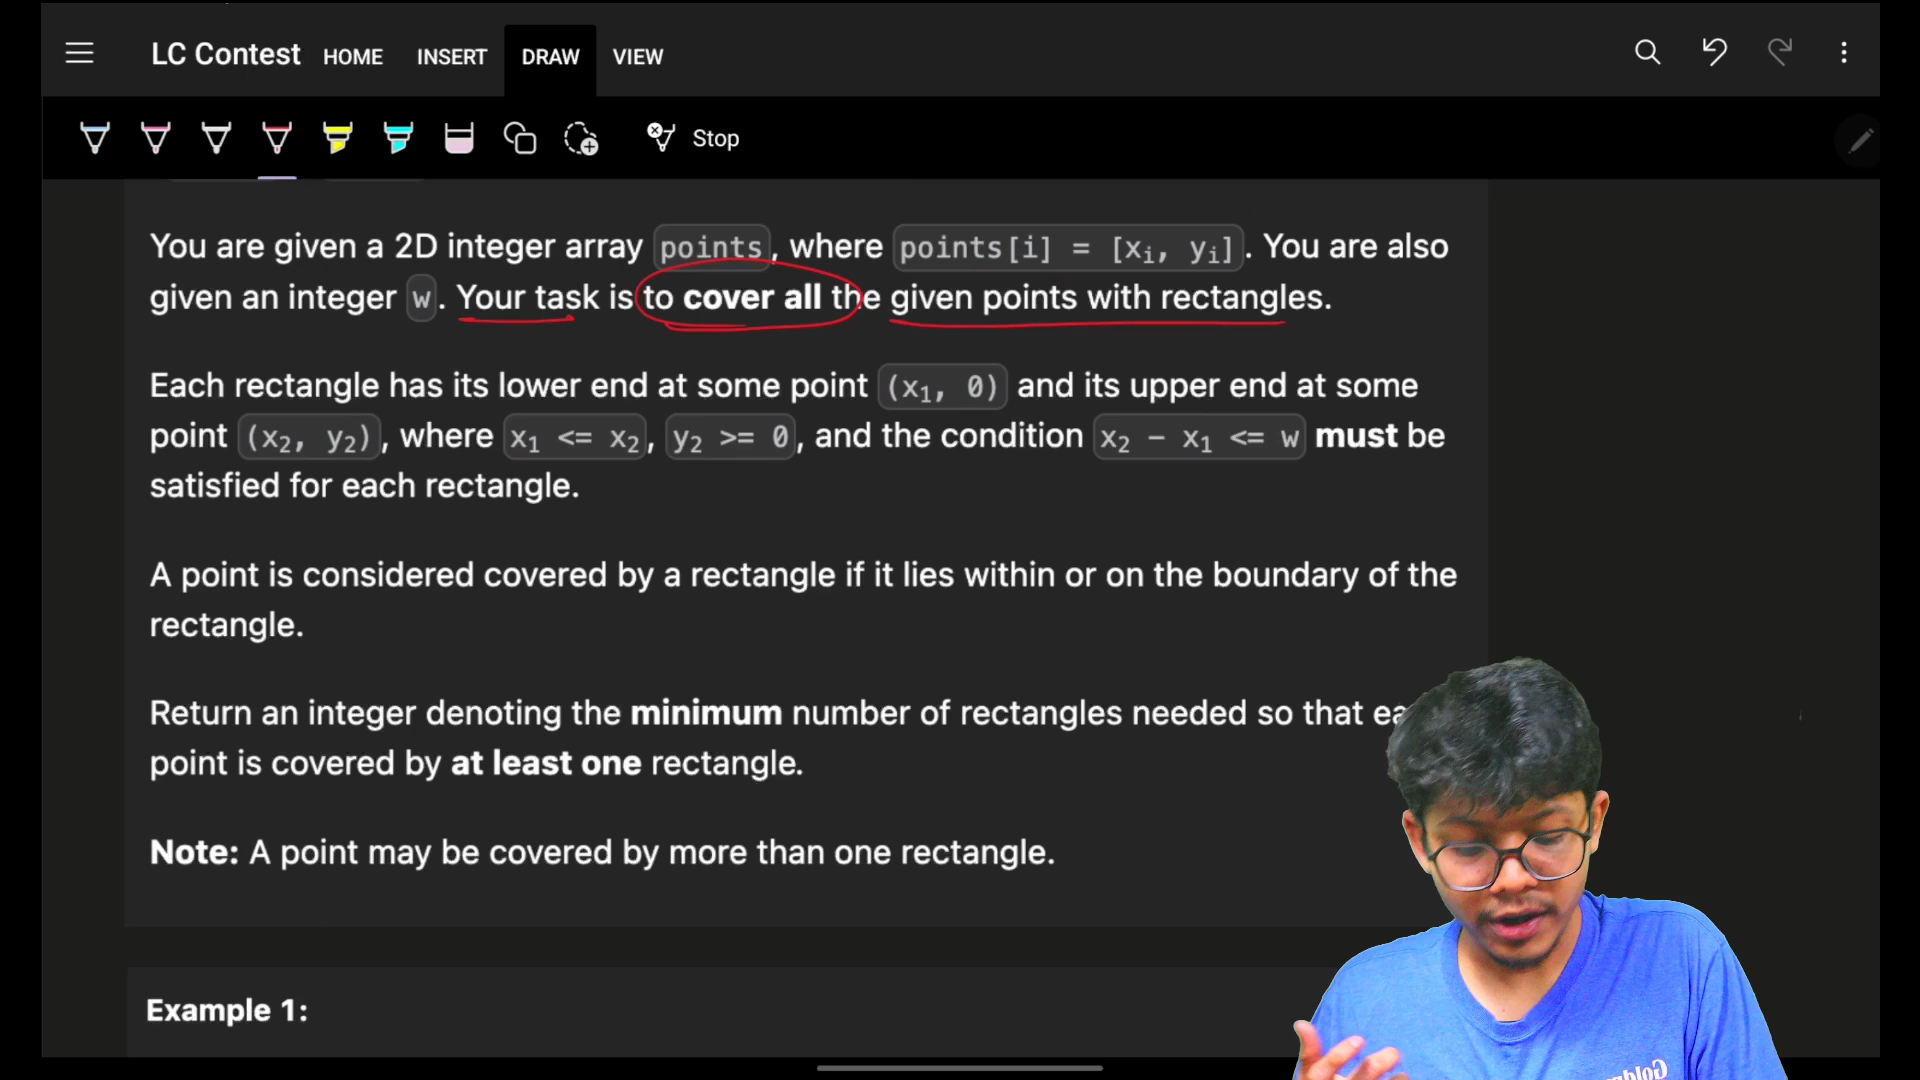 LC Contest HOME INSERT DRAW VIEW
Stop
You are given a 2D integer array points, where points[i] = [xᵢ, yᵢ]. You are also
given an integer w. Your task is to cover all the given points with rectangles.
Each rectangle has its lower end at some point (x₁, 0) and its upper end at some
point (x₂, y₂), where x₁ <= x₂, y₂ >= 0, and the condition x₂ - x₁ <= w must be
satisfied for each rectangle.
A point is considered covered by a rectangle if it lies within or on the boundary of the
rectangle.
Return an integer denoting the minimum number of rectangles needed so that ea
point is covered by at least one rectangle.
Note: A point may be covered by more than one rectangle.
Example 1: